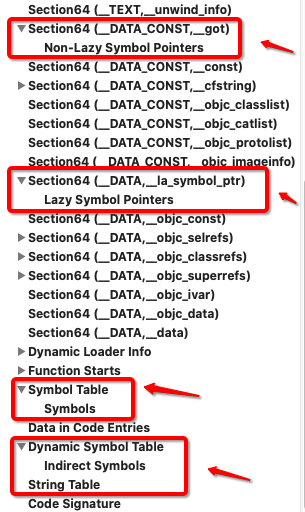 Section64 (__TEXT,__unwind_info)
Section64 (__DATA_CONST,__got)
Non-Lazy Symbol Pointers
Section64 (__DATA_CONST,__const)
Section64 (__DATA_CONST,__cfstring)
Section64 (__DATA_CONST,__objc_classlist)
Section64 (__DATA_CONST,__objc_catlist)
Section64 (__DATA_CONST,__objc_protolist)
Section64 (__DATA_CONST,__objc_imageinfo)
Section64 (__DATA,__la_symbol_ptr)
Lazy Symbol Pointers
Section64 (__DATA,__objc_const)
Section64 (__DATA,__objc_selrefs)
Section64 (__DATA,__objc_classrefs)
Section64 (__DATA,__objc_superrefs)
Section64 (__DATA,__objc_ivar)
Section64 (__DATA,__objc_data)
Section64 (__DATA,__data)
Dynamic Loader Info
Function Starts
Symbol Table
Symbols
Data in Code Entries
Dynamic Symbol Table
Indirect Symbols
String Table
Code Signature